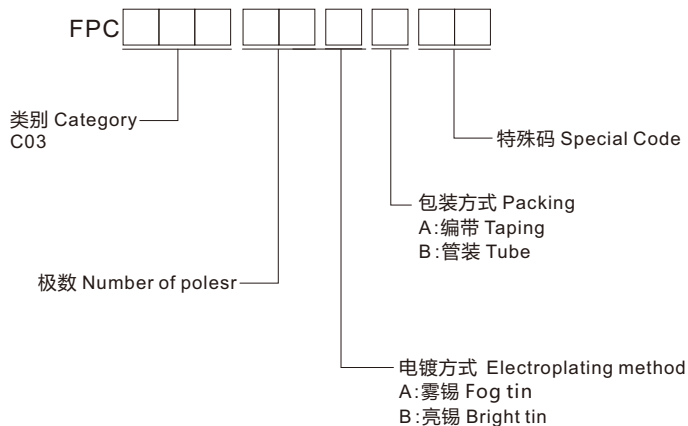 FPC
类别 Category
C03
特殊码 Special Code
包装方式 Packing
A:编带 Taping
B:管装 Tube
极数 Number of polesr
电镀方式 Electroplating method
A:雾锡 Fog tin
B:亮锡 Bright tin